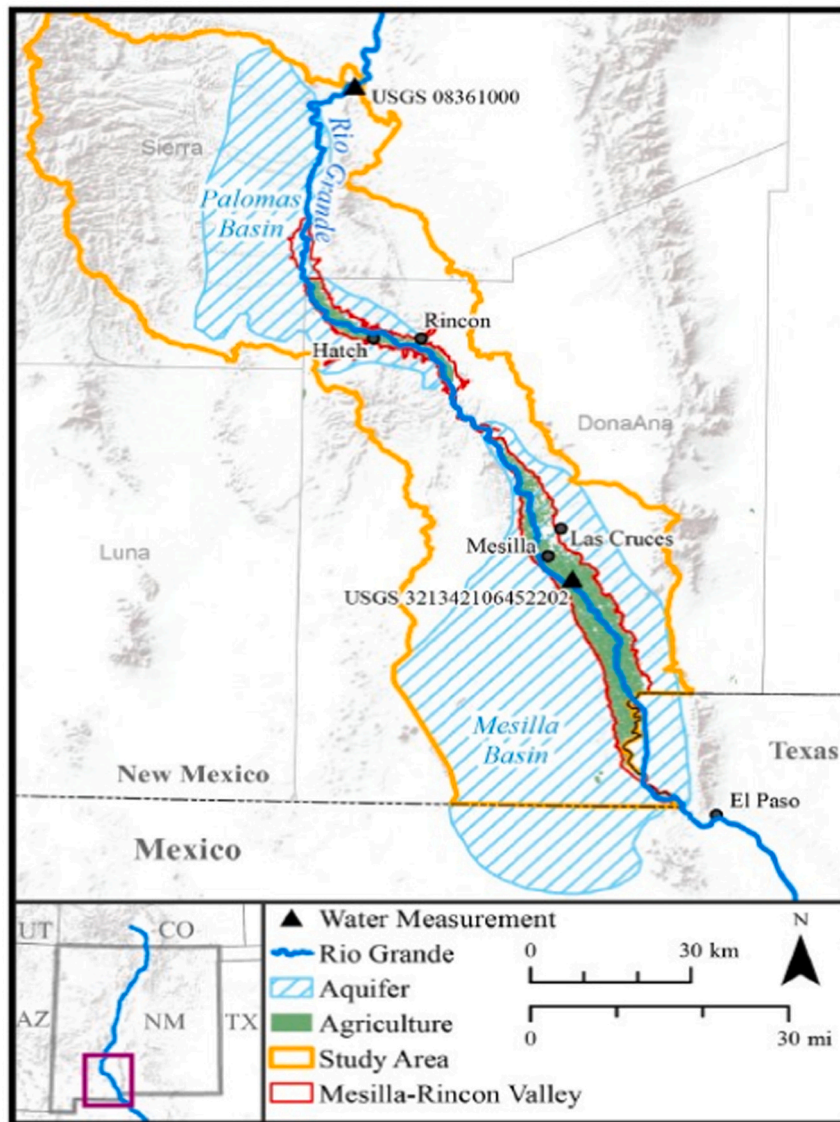 USGS 08361000
Sierra
Rio Grande
Palomas
Basin
Rincon
Hatch
DonaAna
Luna
Mesilla
Las Cruces
USGS 321342106452202
Mesilla
Basin
Texas
New Mexico
El Paso
Mexico
UT
CO
AZ
NM
TX
Water Measurement
Rio Grande
Aquifer
Agriculture
Study Area
Mesilla-Rincon Valley
0
30 km
0
30 mi
N